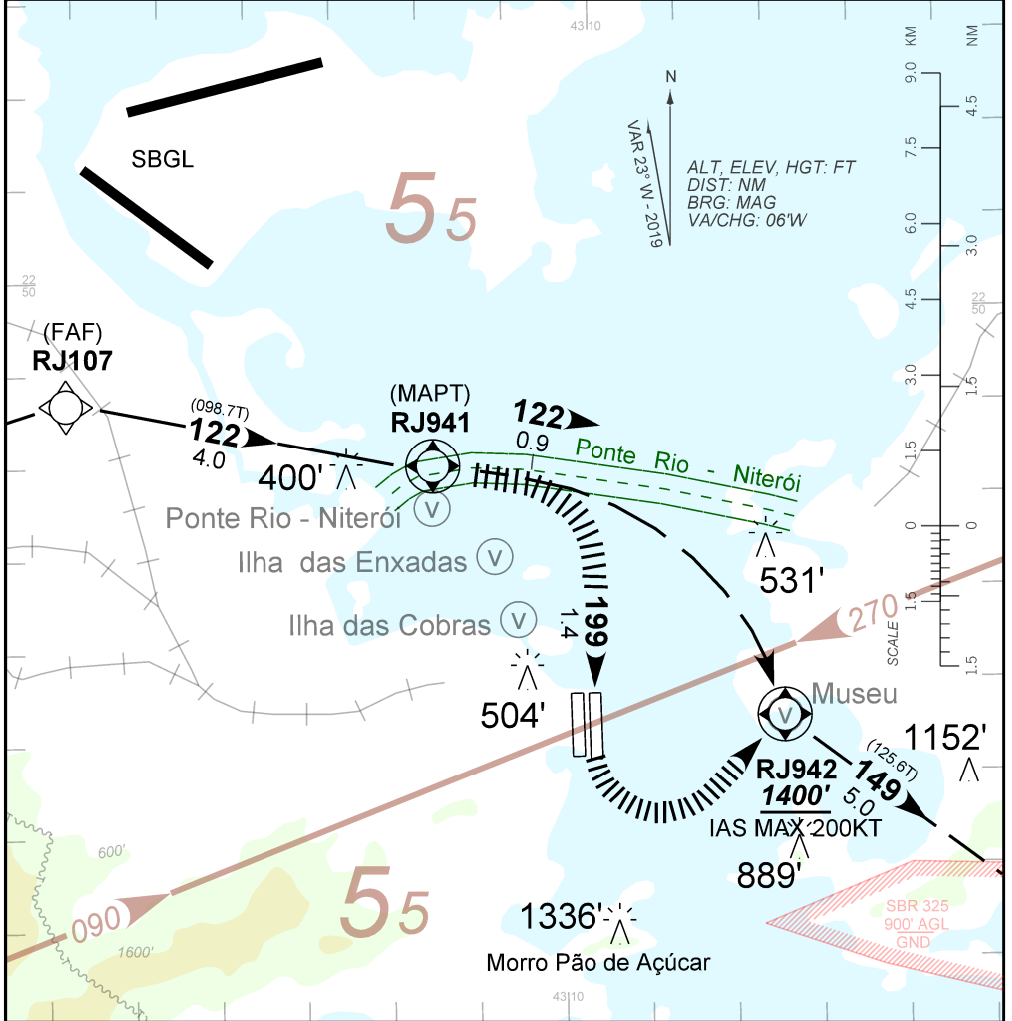 43 10
KM
NM
9.0
4.5
7.5
6.0
3.0
4.5
3.0
1.5
1.5
0
0
1.5
1.5
SCALE
N
VAR 23° W - 2019
ALT, ELEV, HGT: FT
DIST: NM
BRG: MAG
VA/CHG: 06'W
SBGL
55
22
50
22
50
(FAF)
RJ107
(098.7T)
122
4.0
400'
(MAPT)
RJ941
122
0.9
Ponte Rio - Niterói
Ponte Rio - Niterói V
Ilha das Enxadas V
Ilha das Cobras V
531'
270
199
1.4
504'
V Museu
RJ942
1400'
IAS MAX 200KT
889'
(125.6T)
149
5.0
1152'
600'
090
55
1600'
1336'
Morro Pão de Açúcar
SBR 325
900' AGL
GND
43 10